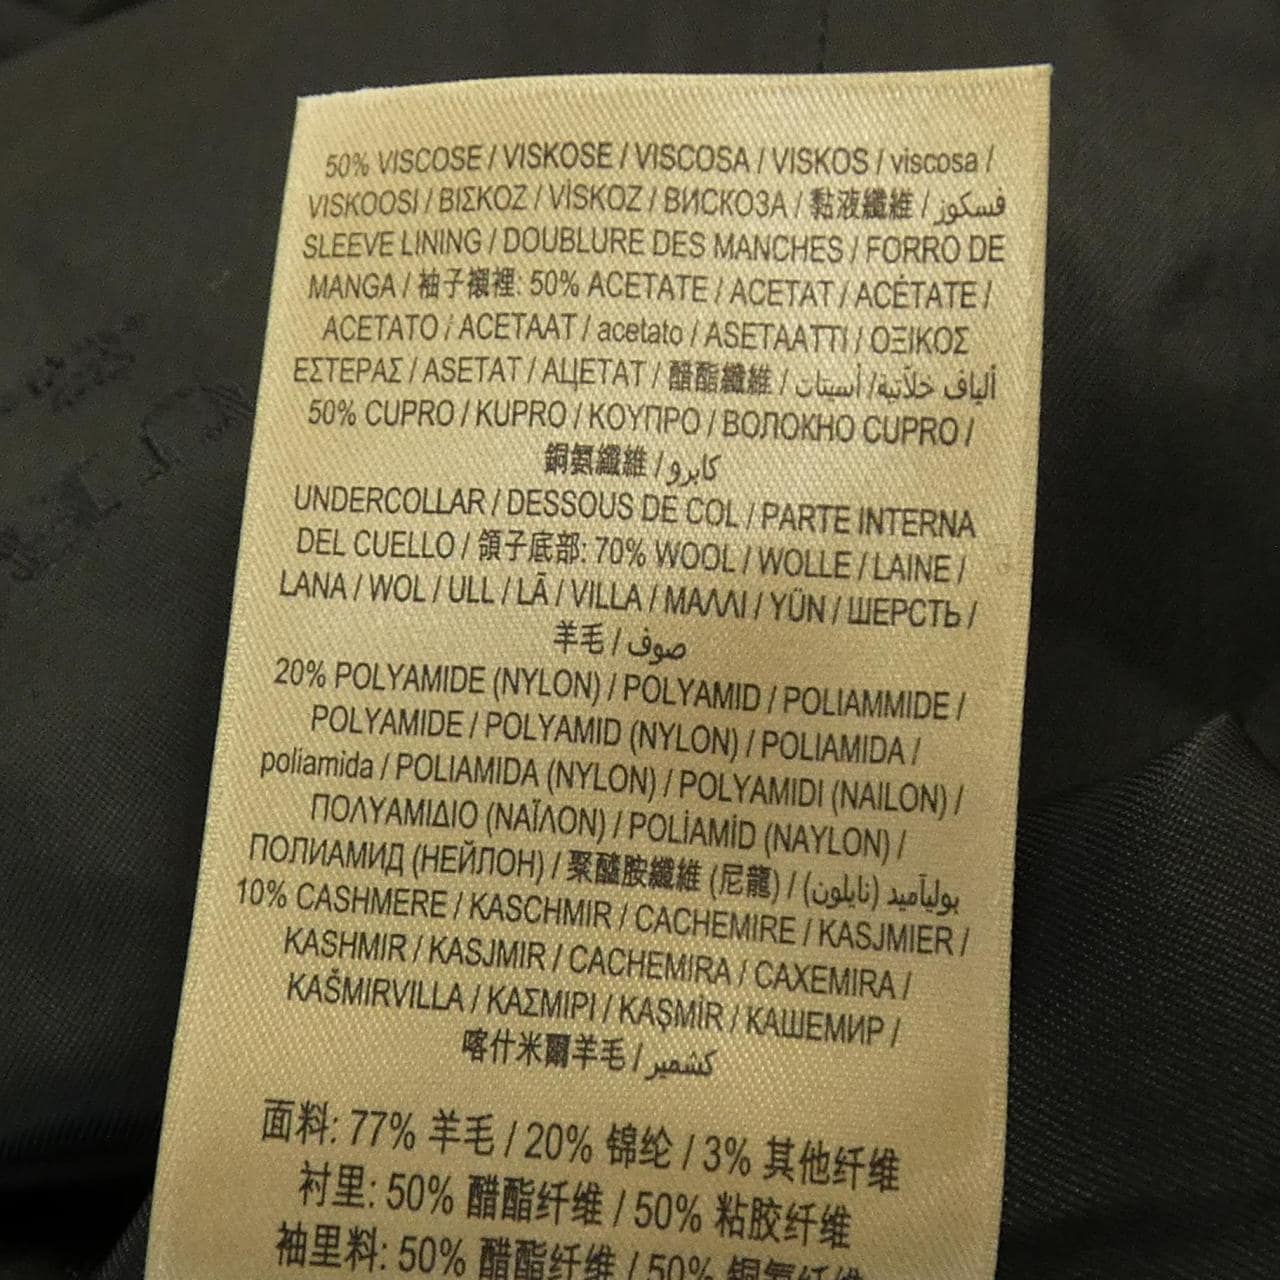 50% VISCOSE / VISKOSE / VISCOSA / VISKOS / viscosa /
VISKOOSI / ΒΙΣΚΟΖ / VİSKOZ / ВИСКОЗА / 黏液纖維 / فسكوز
SLEEVE LINING / DOUBLURE DES MANCHES / FORRO DE
MANGA / 袖子襯裡: 50% ACETATE / ACETAT / ACÉTATE /
ACETATO / ACETAAT / acetato / ASETAATTI / ΟΞΙΚΟΣ
ΕΣΤΕΡΑΣ / ASETAT / АЦЕТАТ / 醋酯纖維 / ألياف خلآتية/ أسيتات
50% CUPRO / KUPRO / ΚΟΥΠΡΟ / ВОЛОКНО CUPRO /
銅氨纖維 / كابرو
UNDERCOLLAR / DESSOUS DE COL / PARTE INTERNA
DEL CUELLO / 領子底部: 70% WOOL / WOLLE / LAINE /
LANA / WOL / ULL / LÃ / VILLA / ΜΑΛΛΙ / YÜN / ШЕРСТЬ /
羊毛 / صوف
20% POLYAMIDE (NYLON) / POLYAMID / POLIAMMIDE /
POLYAMIDE / POLYAMID (NYLON) / POLIAMIDA /
poliamida / POLIAMIDA (NYLON) / POLYAMIDI (NAILON) /
ΠΟΛΥΑΜΙΔΙΟ (ΝΑΪΛΟΝ) / POLİAMİD (NAYLON) /
ПОЛИАМИД (НЕЙЛОН) / 聚醯胺纖維 (尼龍) / بوليآميد (نايلون)
10% CASHMERE / KASCHMIR / CACHEMIRE / KASJMIER /
KASHMIR / KASJMIR / CACHEMIRA / CAXEMIRA /
KAŠMIRVILLA / ΚΑΣΜΙΡΙ / KAŞMİR / КАШЕМИР /
喀什米爾羊毛 / كشمير
面料: 77% 羊毛 / 20% 锦纶 / 3% 其他纤维
衬里: 50% 醋酯纤维 / 50% 粘胶纤维
袖里料: 50% 醋酯纤维 / 50% 铜氨纤维